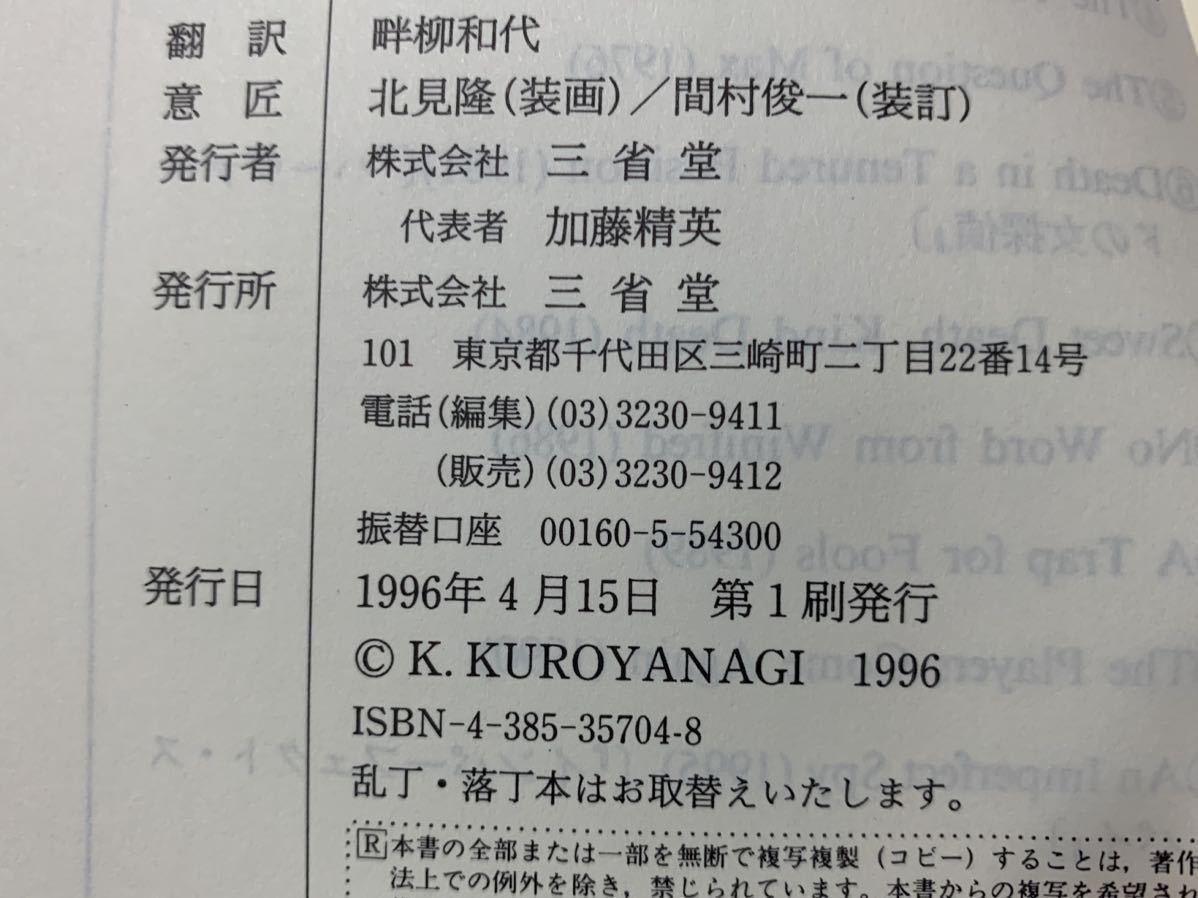 翻 訳 畔柳和代
意 匠 北見隆(装画)/間村俊一(装訂)
発行者 株式会社 三省堂
代表者 加藤精英
発行所 株式会社 三省堂
101 東京都千代田区三崎町二丁目22番14号
電話(編集)(03)3230-9411
(販売)(03)3230-9412
振替口座 00160-5-54300
発行日 1996年4月15日 第1刷発行
© K. KUROYANAGI 1996
ISBN-4-385-35704-8
乱丁・落丁本はお取替えいたします。
R 本書の全部または一部を無断で複写複製(コピー)することは,著作
法上での例外を除き,禁じられています。本書からの複写を希望され